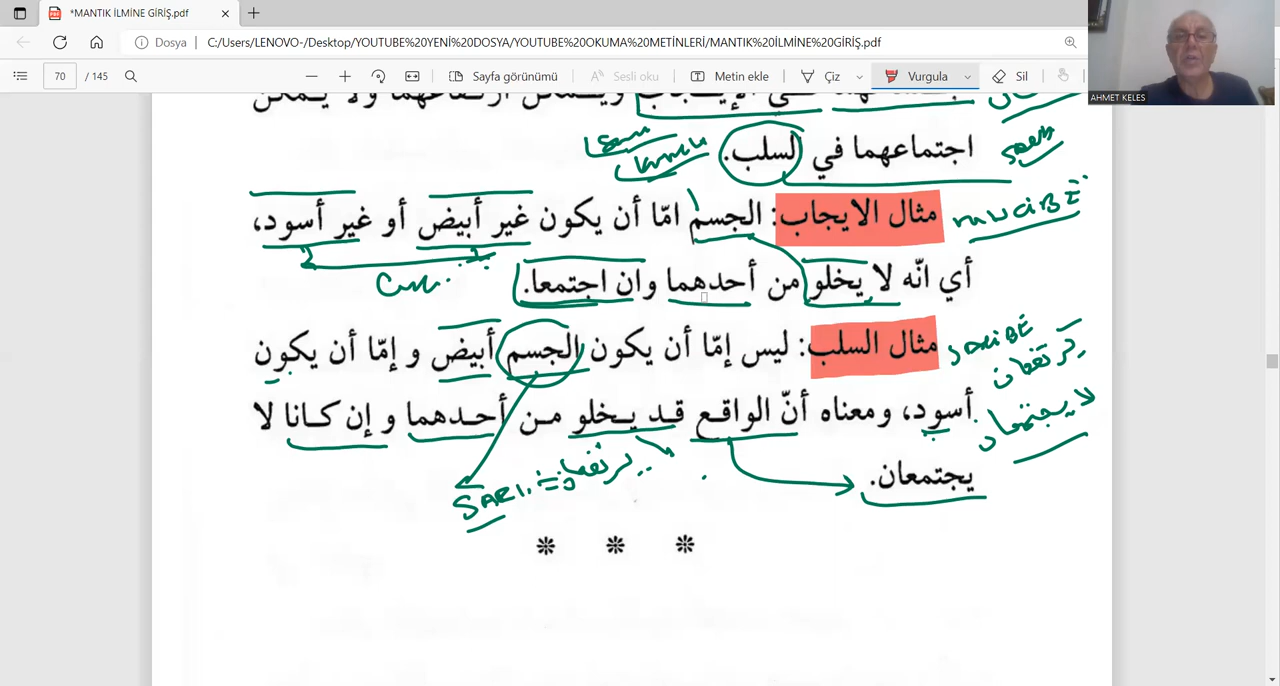 *MANTIK İLMİNE GİRİŞ.pdf
Dosya C:/Users/LENOVO-/Desktop/YOUTUBE%20YENİ%20DOSYA/YOUTUBE%20OKUMA%20METİNLERİ/MANTIK%20İLMİNE%20GİRİŞ.pdf
70 / 145 Sayfa görünümü Sesli oku Metin ekle Çiz Vurgula Sil
AHMET KELES
اجتماعهما في السلب.
مثال الايجاب: الجسم امّا أن يكون غير أبيض أو غير أسود، MUCİBE
أي انّه لا يخلو من أحدهما وان اجتمعا.
مثال السلب: ليس إمّا أن يكون الجسم أبيض و إمّا أن يكون SALİBE
يرتفعان
أسود، ومعناه أنّ الواقع قد يخلو من أحدهما و إن كانا لا لا يجتمعان
يجتمعان.
SARI يرتفعان